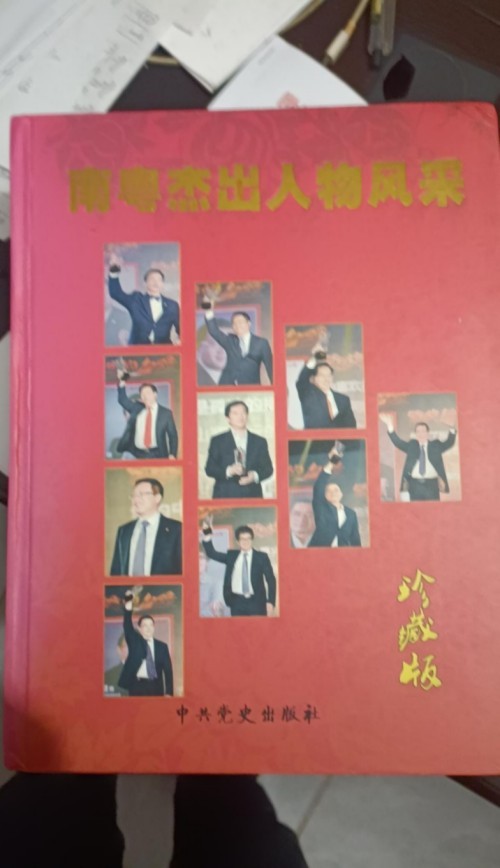 南粤杰出人物风采
珍藏版
中共党史出版社